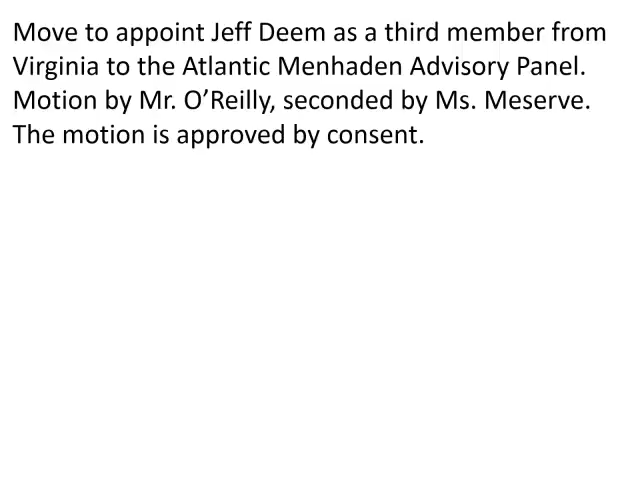 Move to appoint Jeff Deem as a third member from
Virginia to the Atlantic Menhaden Advisory Panel.
Motion by Mr. O’Reilly, seconded by Ms. Meserve.
The motion is approved by consent.